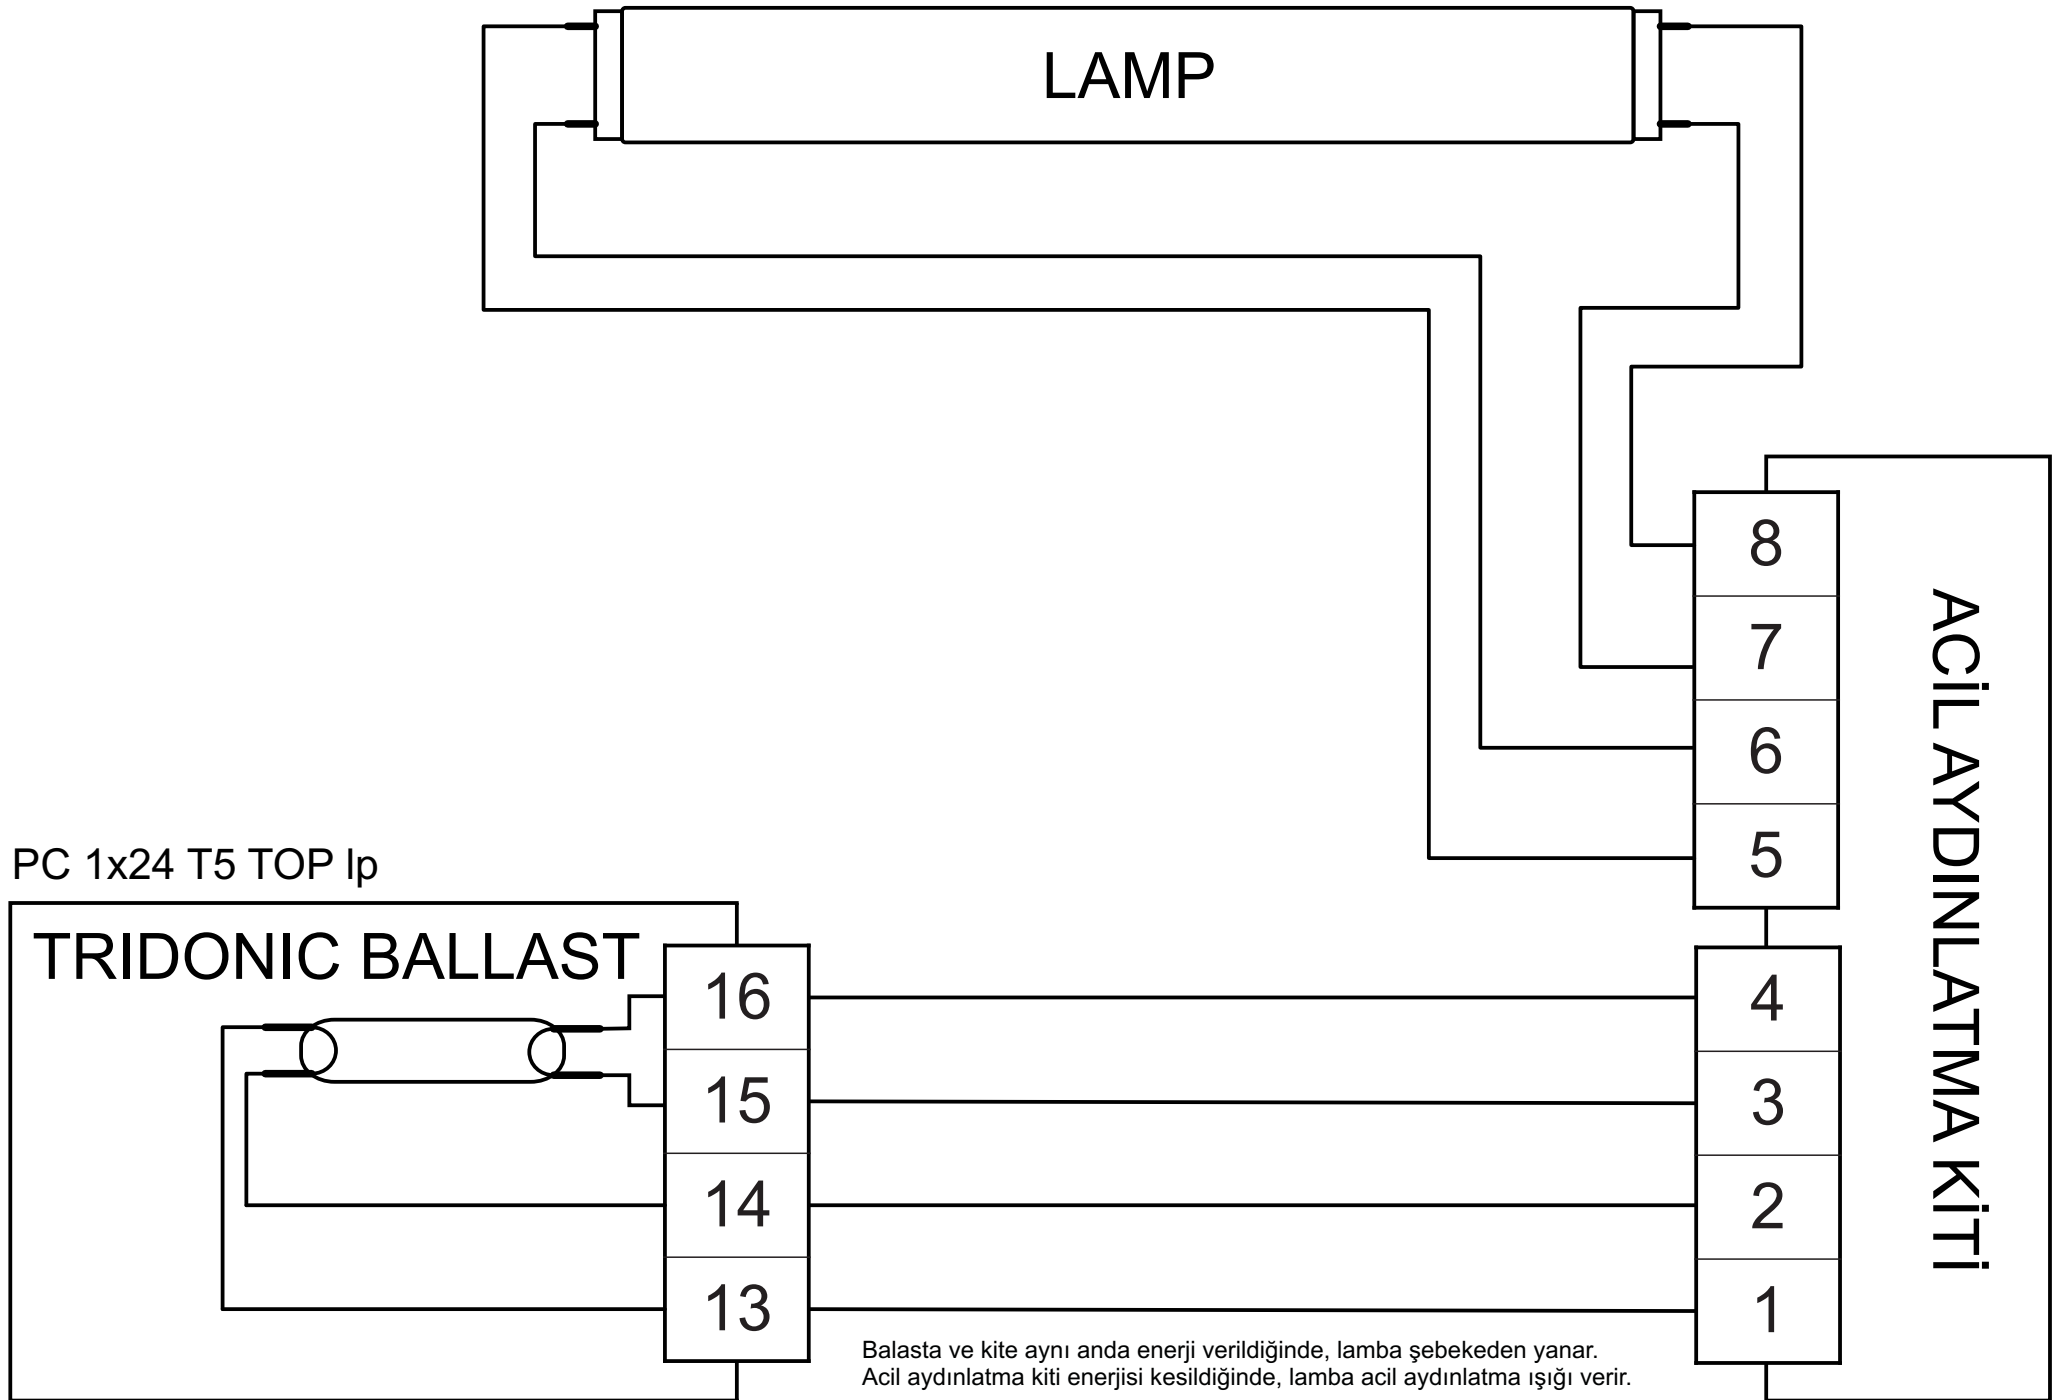 LAMP
8
7
6
5
ACİL AYDINLATMA KİTİ
PC 1x24 T5 TOP lp
TRIDONIC BALLAST
16
15
14
13
4
3
2
1
Balasta ve kite aynı anda enerji verildiğinde, lamba şebekeden yanar.
Acil aydınlatma kiti enerjisi kesildiğinde, lamba acil aydınlatma ışığı verir.